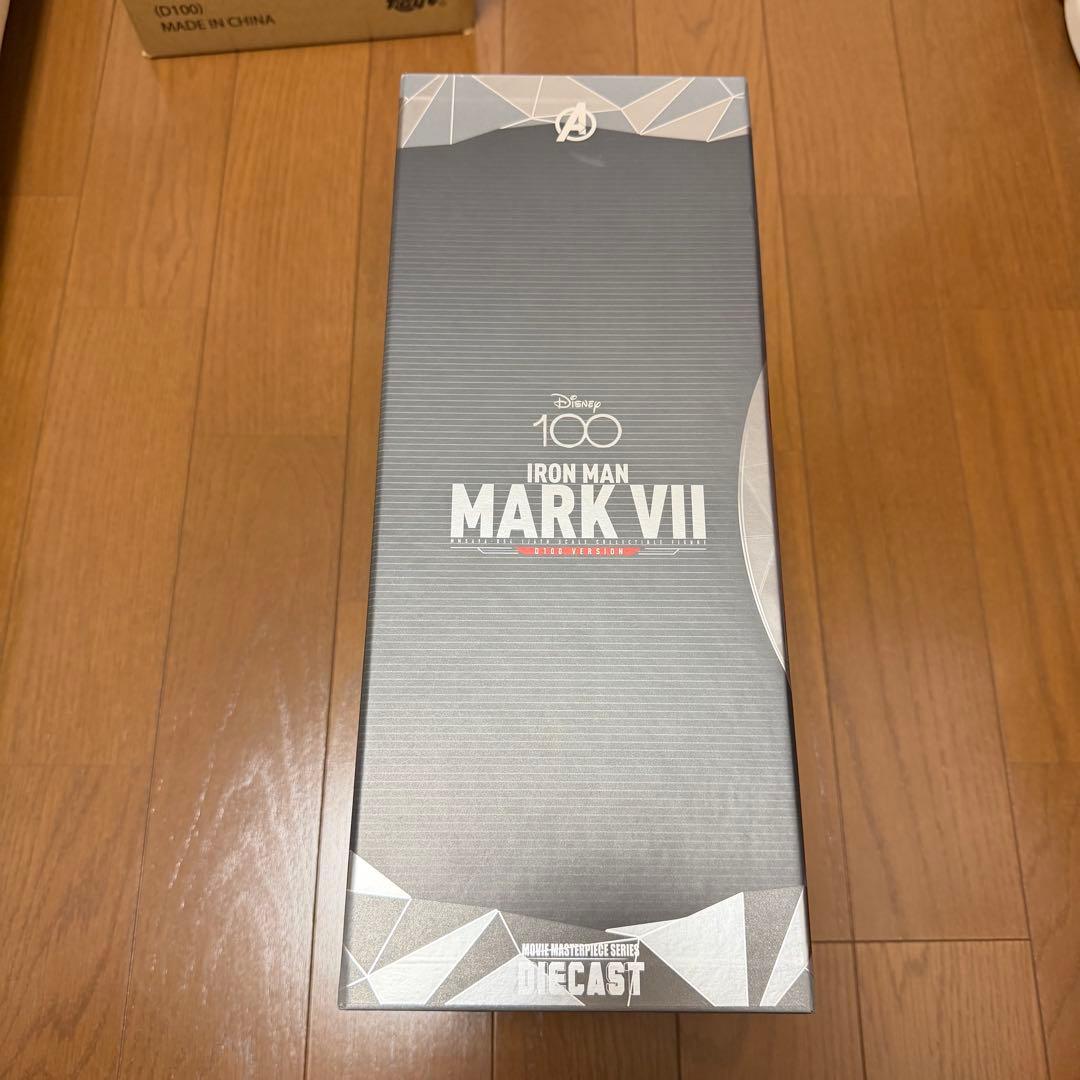 (D100)
MADE IN CHINA
Disney
100
IRON MAN
MARK VII
D100 VERSION
MOVIE MASTERPIECE SERIES
DIECAST